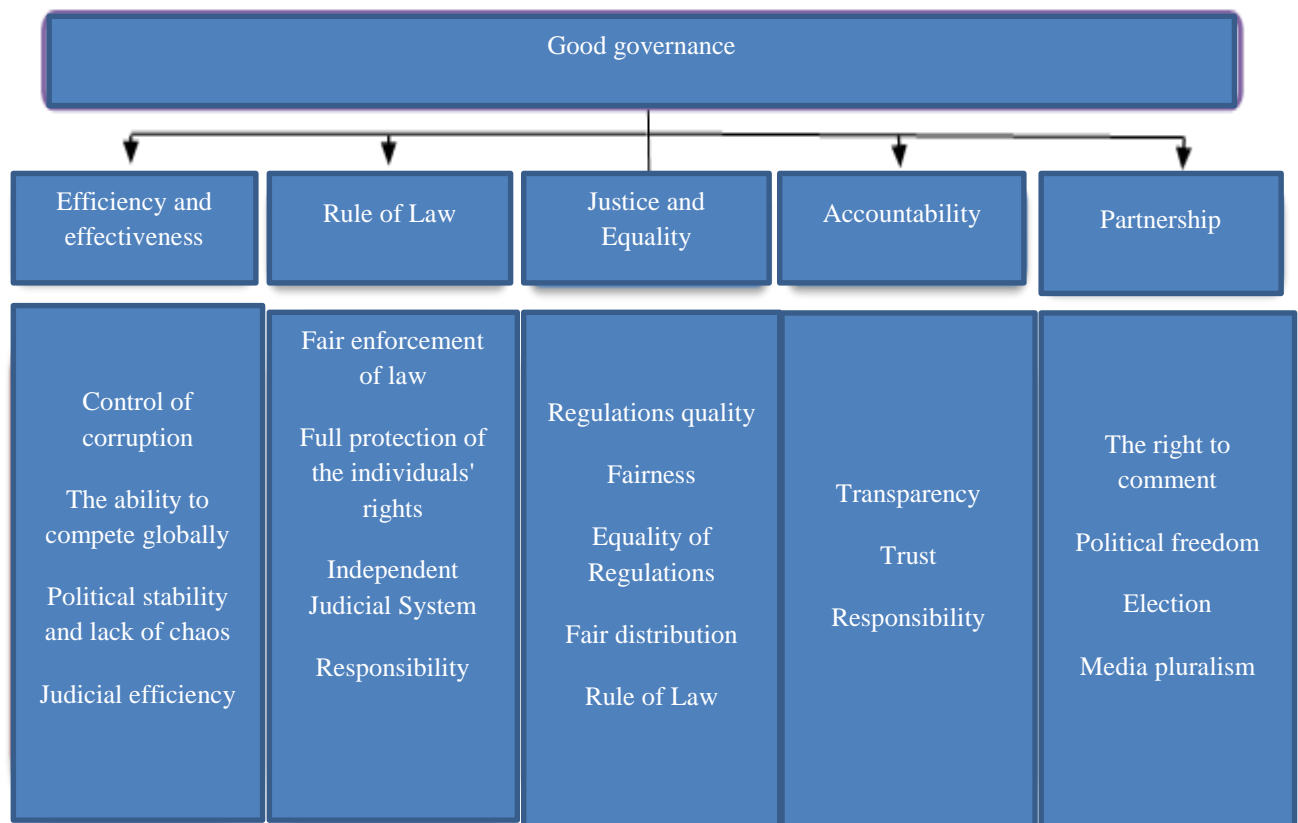 Good governance
Efficiency and
effectiveness
Rule of Law
Justice and
Equality
Accountability
Partnership
Control of
corruption
The ability to
compete globally
Political stability
and lack of chaos
Judicial efficiency
Fair enforcement
of law
Full protection of
the individuals'
rights
Independent
Judicial System
Responsibility
Regulations quality
Fairness
Equality of
Regulations
Fair distribution
Rule of Law
Transparency
Trust
Responsibility
The right to
comment
Political freedom
Election
Media pluralism